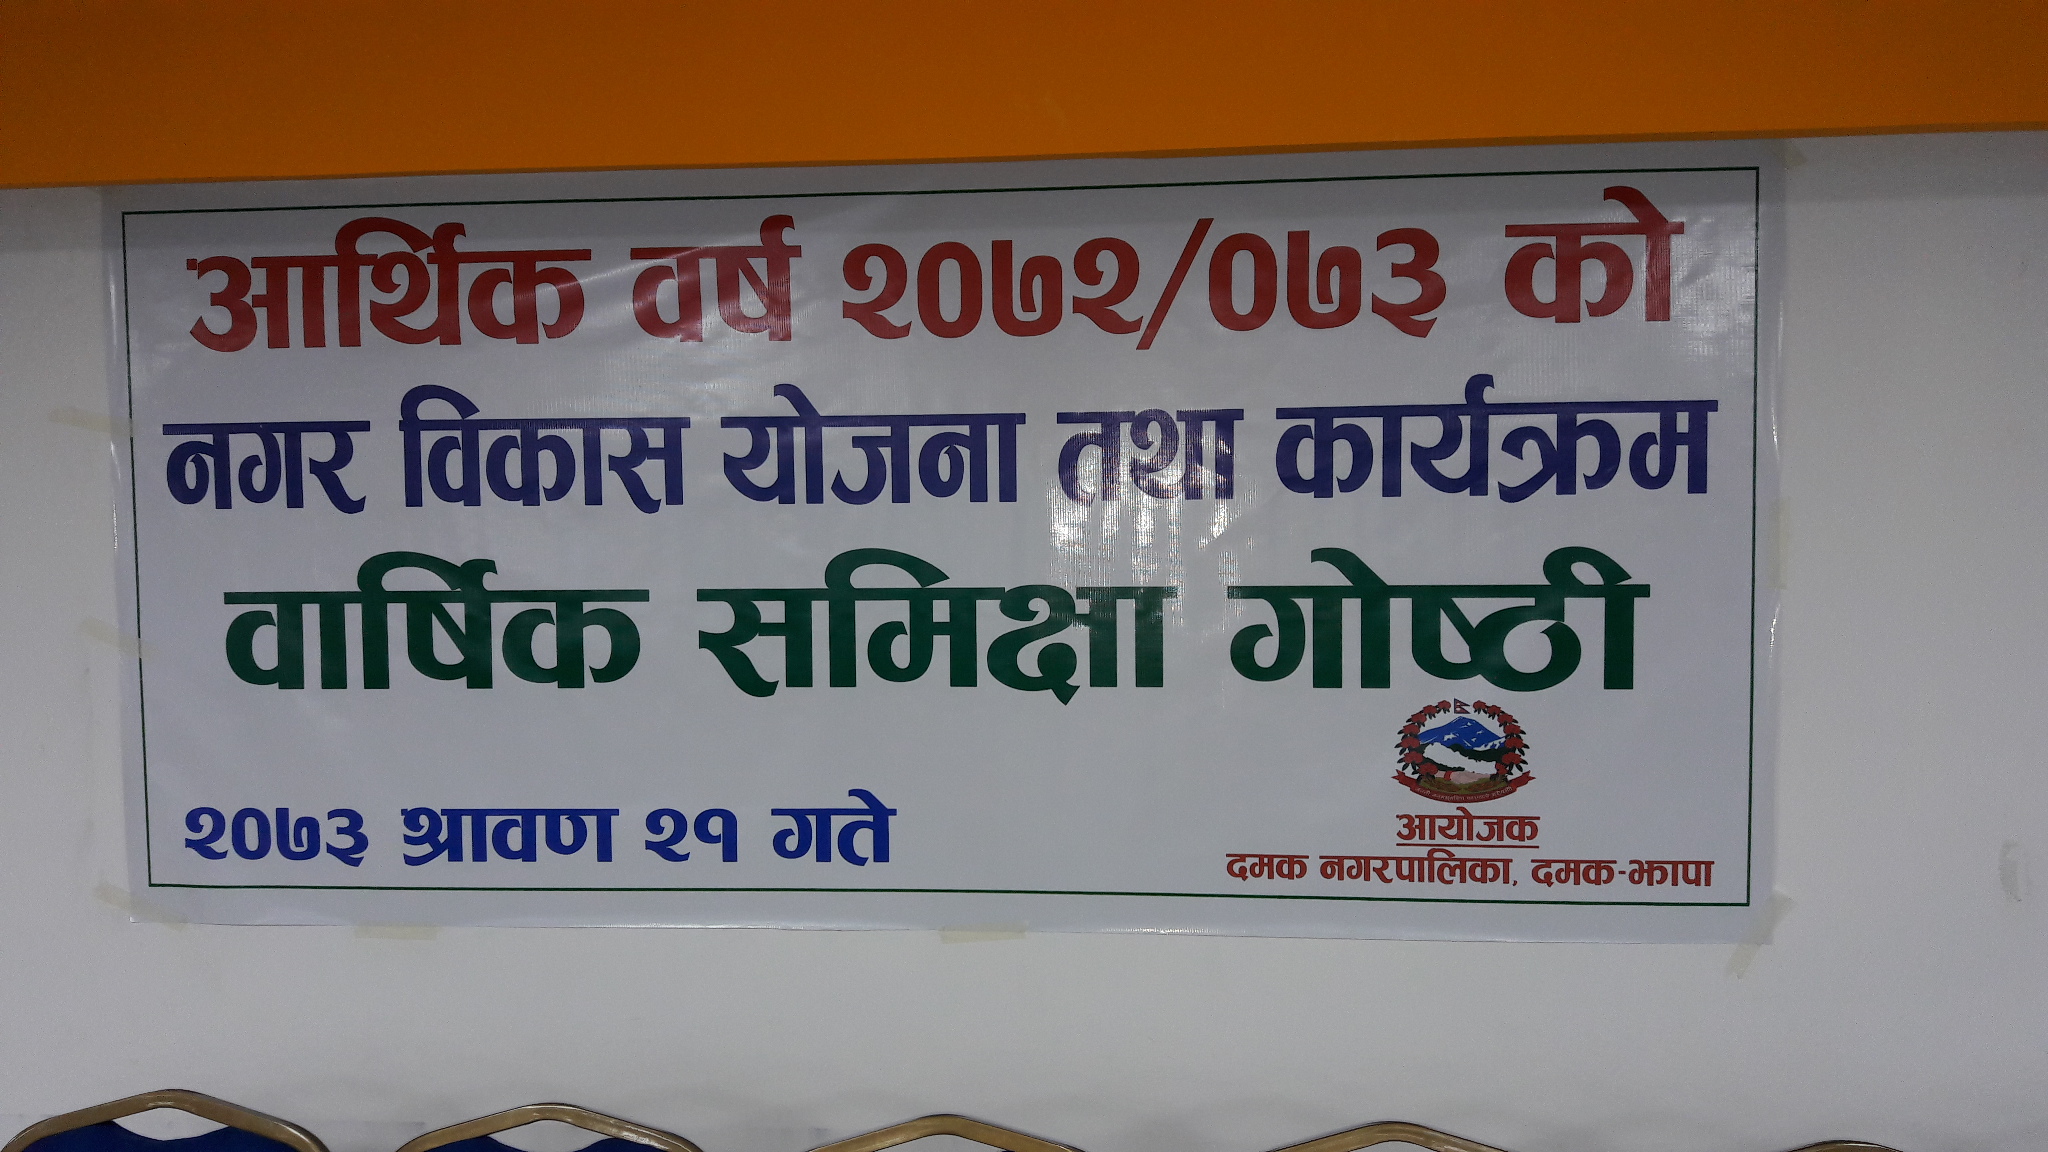 आर्थिक वर्ष २०७२/०७३ को
नगर विकास योजना तथा कार्यक्रम
वार्षिक समिक्षा गोष्ठी
२०७३ श्रावण २१ गते
आयोजक
दमक नगरपालिका, दमक-झापा